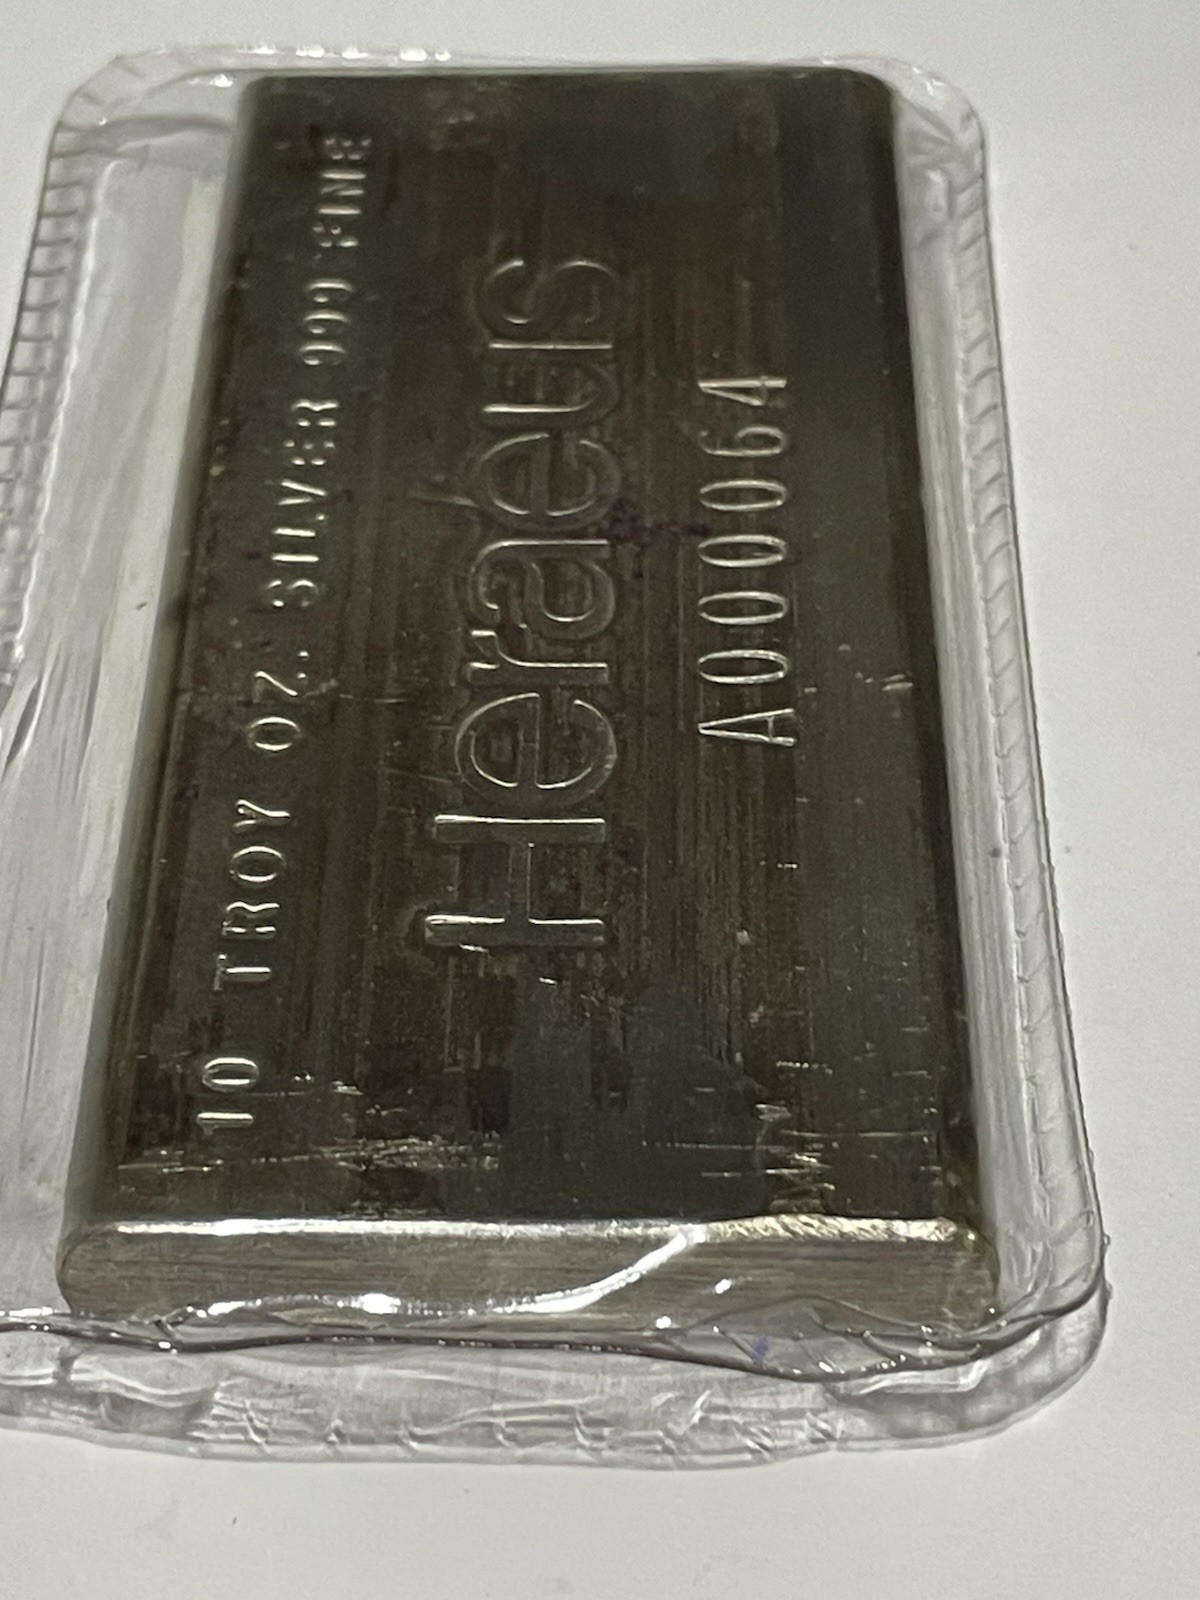 10 TROY OZ. SILVER 999 FINE
Heraeus
A000064